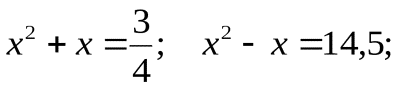 x² + x = 3/4; x² - x = 14,5;